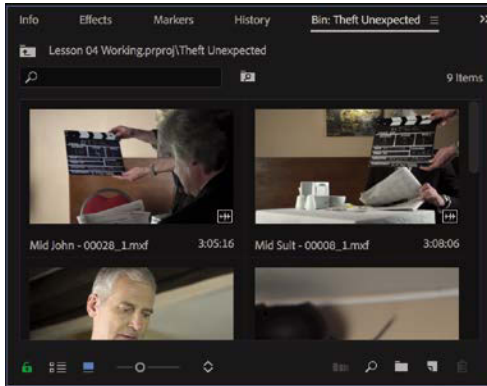 Info Effects Markers History Bin: Theft Unexpected
Lesson 04 Working.prproj\Theft Unexpected
9 Items
Mid John - 00028_1.mxf 3:05:16 Mid Suit - 00008_1.mxf 3:08:06